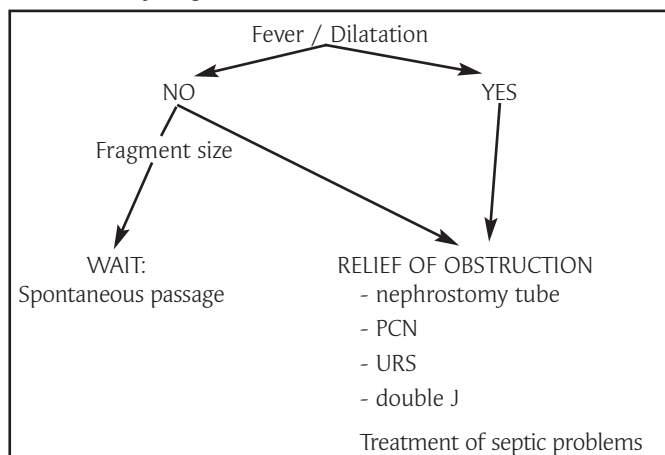 Fever / Dilatation
NO
YES
Fragment size
WAIT:
Spontaneous passage
RELIEF OF OBSTRUCTION
- nephrostomy tube
- PCN
- URS
- double J
Treatment of septic problems